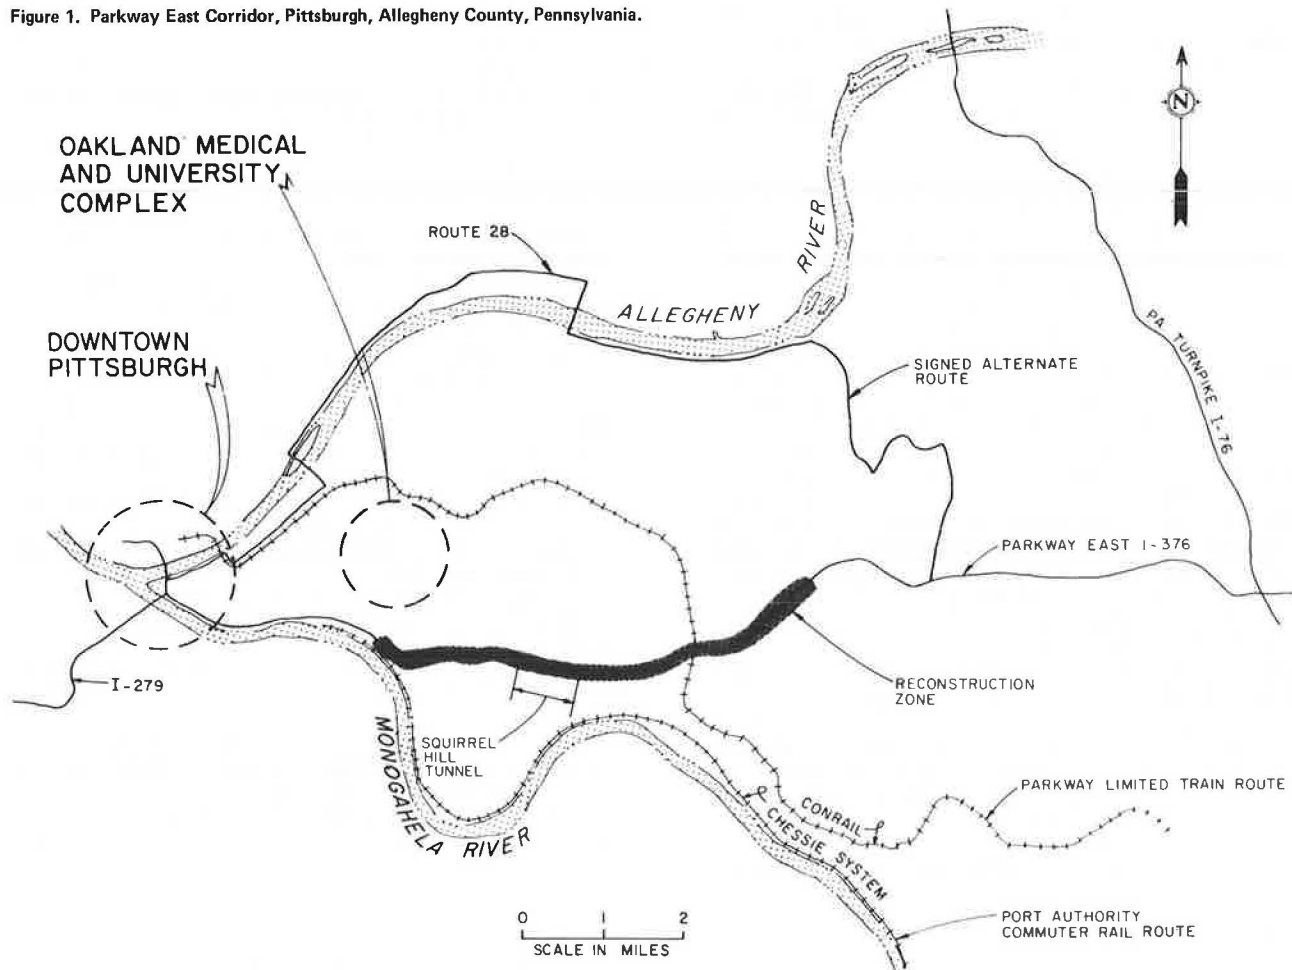 Figure 1. Parkway East Corridor, Pittsburgh, Allegheny County, Pennsylvania.
N
OAKLAND MEDICAL
AND UNIVERSITY
COMPLEX
ROUTE 28
ALLEGHENY
RIVER
DOWNTOWN
PITTSBURGH
SIGNED ALTERNATE
ROUTE
PA. TURNPIKE I-76
PARKWAY EAST I-376
I-279
RECONSTRUCTION
ZONE
SQUIRREL
HILL
TUNNEL
MONOGAHELA RIVER
PARKWAY LIMITED TRAIN ROUTE
CONRAIL
CHESSIE SYSTEM
PORT AUTHORITY
COMMUTER RAIL ROUTE
0 1 2
SCALE IN MILES